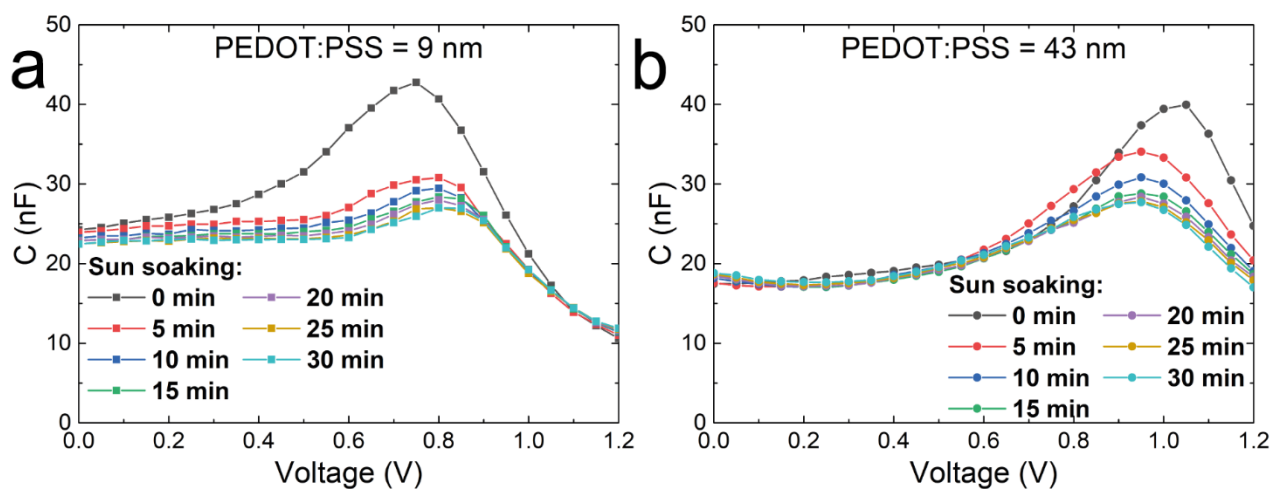 a
PEDOT:PSS = 9 nm
C (nF)
50
40
30
20
10
0
Sun soaking:
0 min
5 min
10 min
15 min
20 min
25 min
30 min
0.0 0.2 0.4 0.6 0.8 1.0 1.2
Voltage (V)
b
PEDOT:PSS = 43 nm
C (nF)
50
40
30
20
10
0
Sun soaking:
0 min
5 min
10 min
15 min
20 min
25 min
30 min
0.0 0.2 0.4 0.6 0.8 1.0 1.2
Voltage (V)